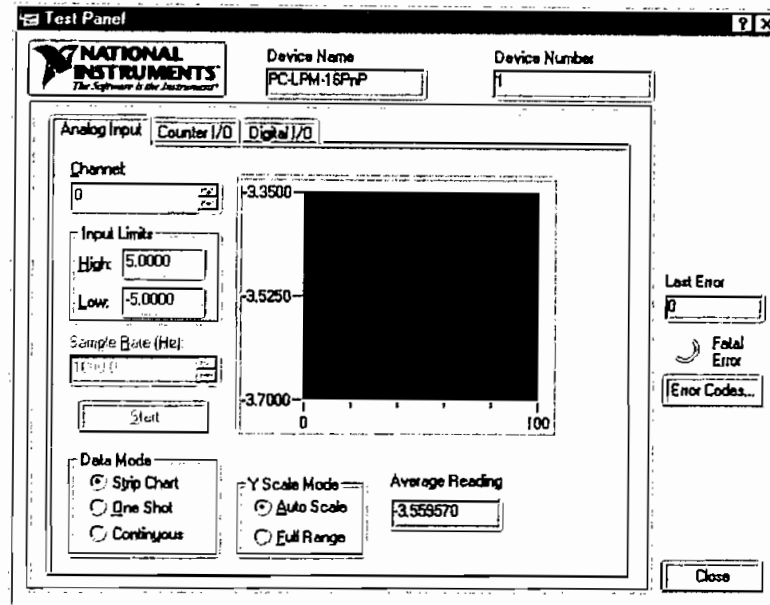 Test Panel
NATIONAL
INSTRUMENTS
The Software is the Instrument
Device Name
PC-LPM-16PnP
Device Number
1
Analog Input
Counter I/O
Digital I/O
Channel
0
Input Limits
High: 5.0000
Low: -5.0000
Sample Rate (Hz):
Start
-3.3500
-3.5250
-3.7000
0
100
Last Error
0
Fatal
Error
Error Codes...
Data Mode
Strip Chart
One Shot
Continyous
Y Scale Mode
Auto Scale
Full Range
Average Reading
-3.559570
Close